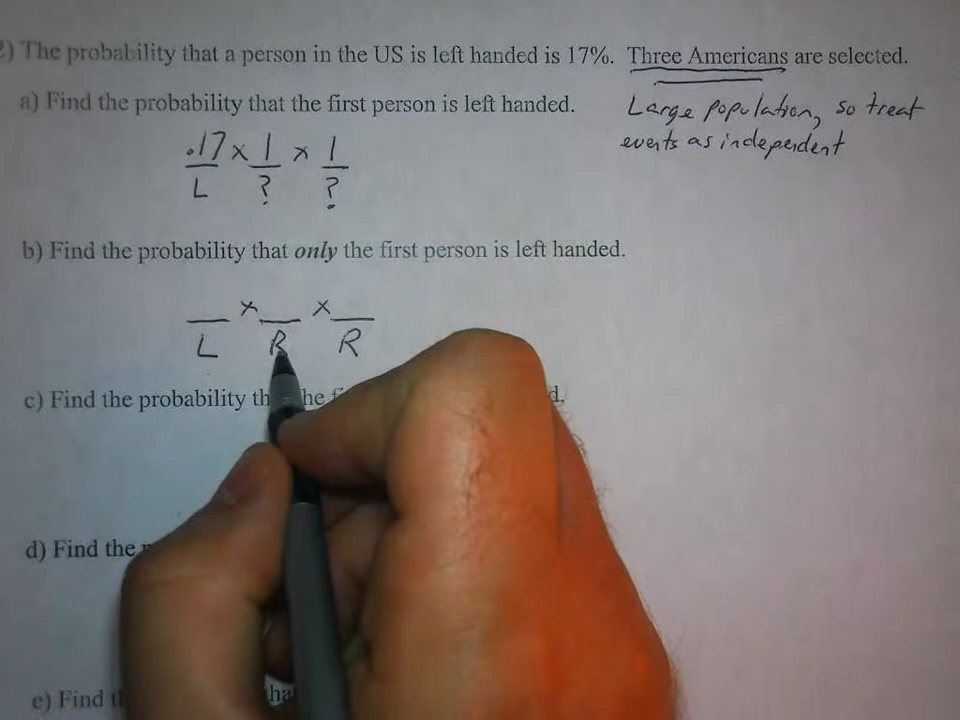 2) The probability that a person in the US is left handed is 17%. Three Americans are selected.
a) Find the probability that the first person is left handed.
Large population, so treat
events as independent
.17 x 1 x 1
L ? ?
b) Find the probability that only the first person is left handed.
x x
L R R
c) Find the probability he d.
d) Find the
e) Find